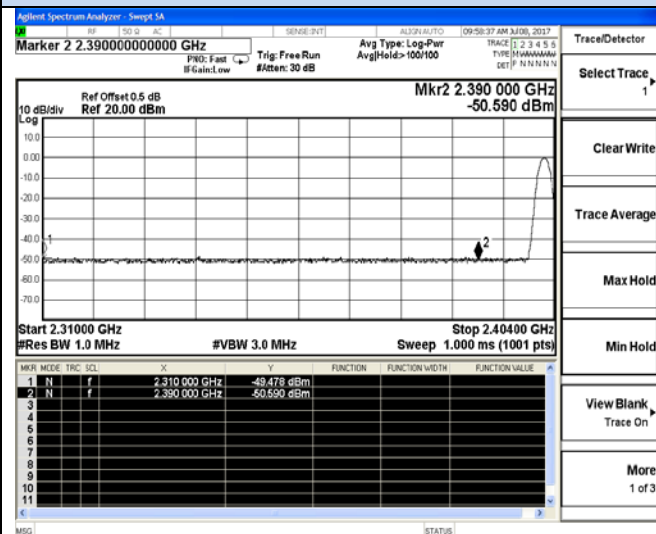 Agilent Spectrum Analyzer - Swept SA
RF 50 Ω AC SENSE:INT ALIGN AUTO 09:58:37 AM Jul 08, 2017
Marker 2 2.390000000000 GHz
PNO: Fast
IFGain:Low
Trig: Free Run
#Atten: 30 dB
Avg Type: Log-Pwr
Avg|Hold:> 100/100
TRACE 1 2 3 4 5 6
TYPE
DET P N N N N N
Ref Offset 0.5 dB
Ref 20.00 dBm
10 dB/div
Log
Mkr2 2.390 000 GHz
-50.590 dBm
10.0
0.00
-10.0
-20.0
-30.0
-40.0
-50.0
-60.0
-70.0
1
2
Start 2.31000 GHz
#Res BW 1.0 MHz
#VBW 3.0 MHz
Stop 2.40400 GHz
Sweep 1.000 ms (1001 pts)
MKR MODE TRC SCL X Y FUNCTION FUNCTION WIDTH FUNCTION VALUE
1 N f 2.310 000 GHz -49.478 dBm
2 N f 2.390 000 GHz -50.590 dBm
3
4
5
6
7
8
9
10
11
MSG
STATUS
Trace/Detector
Select Trace
1
Clear Write
Trace Average
Max Hold
Min Hold
View Blank
Trace On
More
1 of 3